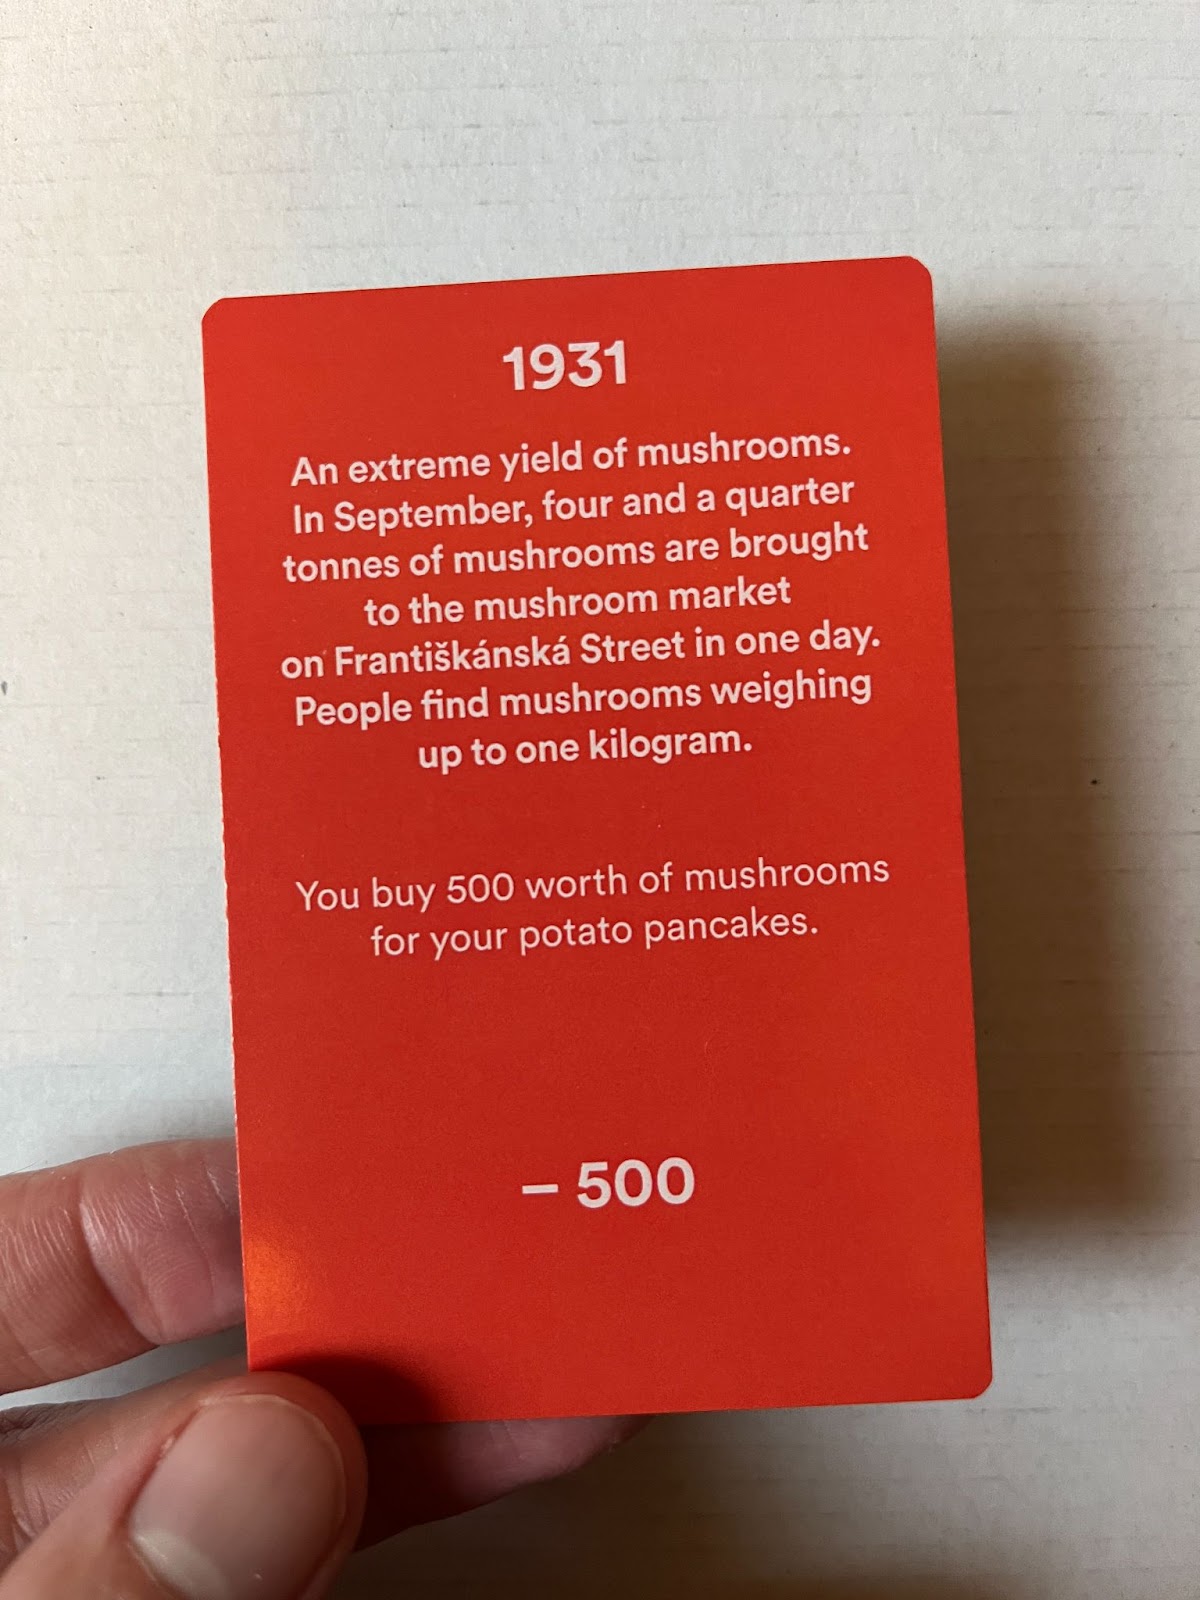 1931
An extreme yield of mushrooms.
In September, four and a quarter
tonnes of mushrooms are brought
to the mushroom market
on Františkánská Street in one day.
People find mushrooms weighing
up to one kilogram.
You buy 500 worth of mushrooms
for your potato pancakes.
– 500